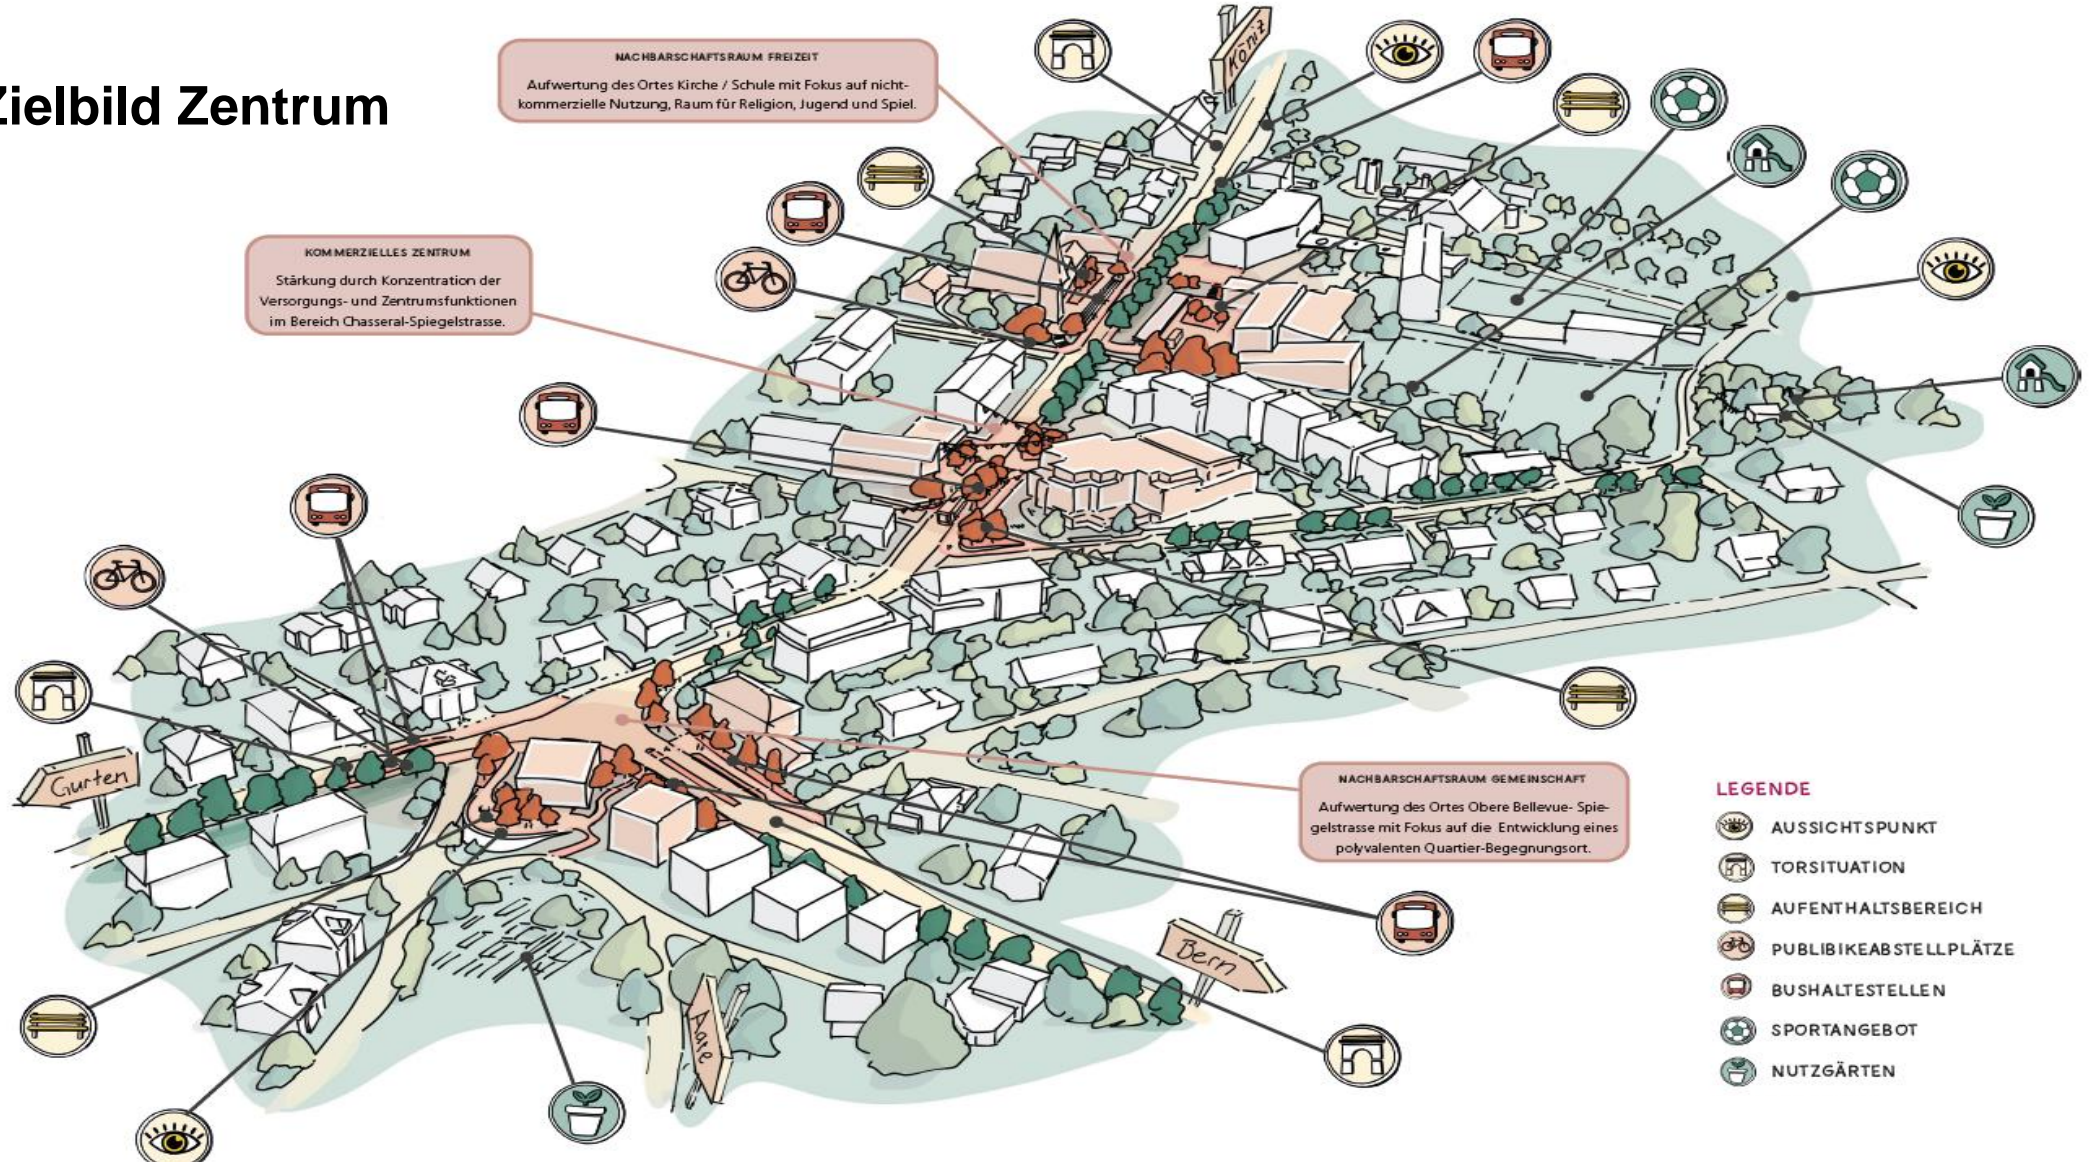 Zielbild Zentrum
NACHBARSCHAFTSRAUM FREIZEIT
Aufwertung des Ortes Kirche / Schule mit Fokus auf nicht-
kommerzielle Nutzung, Raum für Religion, Jugend und Spiel.
Köniz
KOMMERZIELLES ZENTRUM
Stärkung durch Konzentration der
Versorgungs- und Zentrumsfunktionen
im Bereich Chasseral-Spiegelstrasse.
Gurten
NACHBARSCHAFTSRAUM GEMEINSCHAFT
Aufwertung des Ortes Obere Bellevue- Spie-
gelstrasse mit Fokus auf die Entwicklung eines
polyvalenten Quartier-Begegnungsort.
Bern
Aare
LEGENDE
AUSSICHTSPUNKT
TORSITUATION
AUFENTHALTSBEREICH
PUBLIBIKEABSTELLPLÄTZE
BUSHALTESTELLEN
SPORTANGEBOT
NUTZGÄRTEN